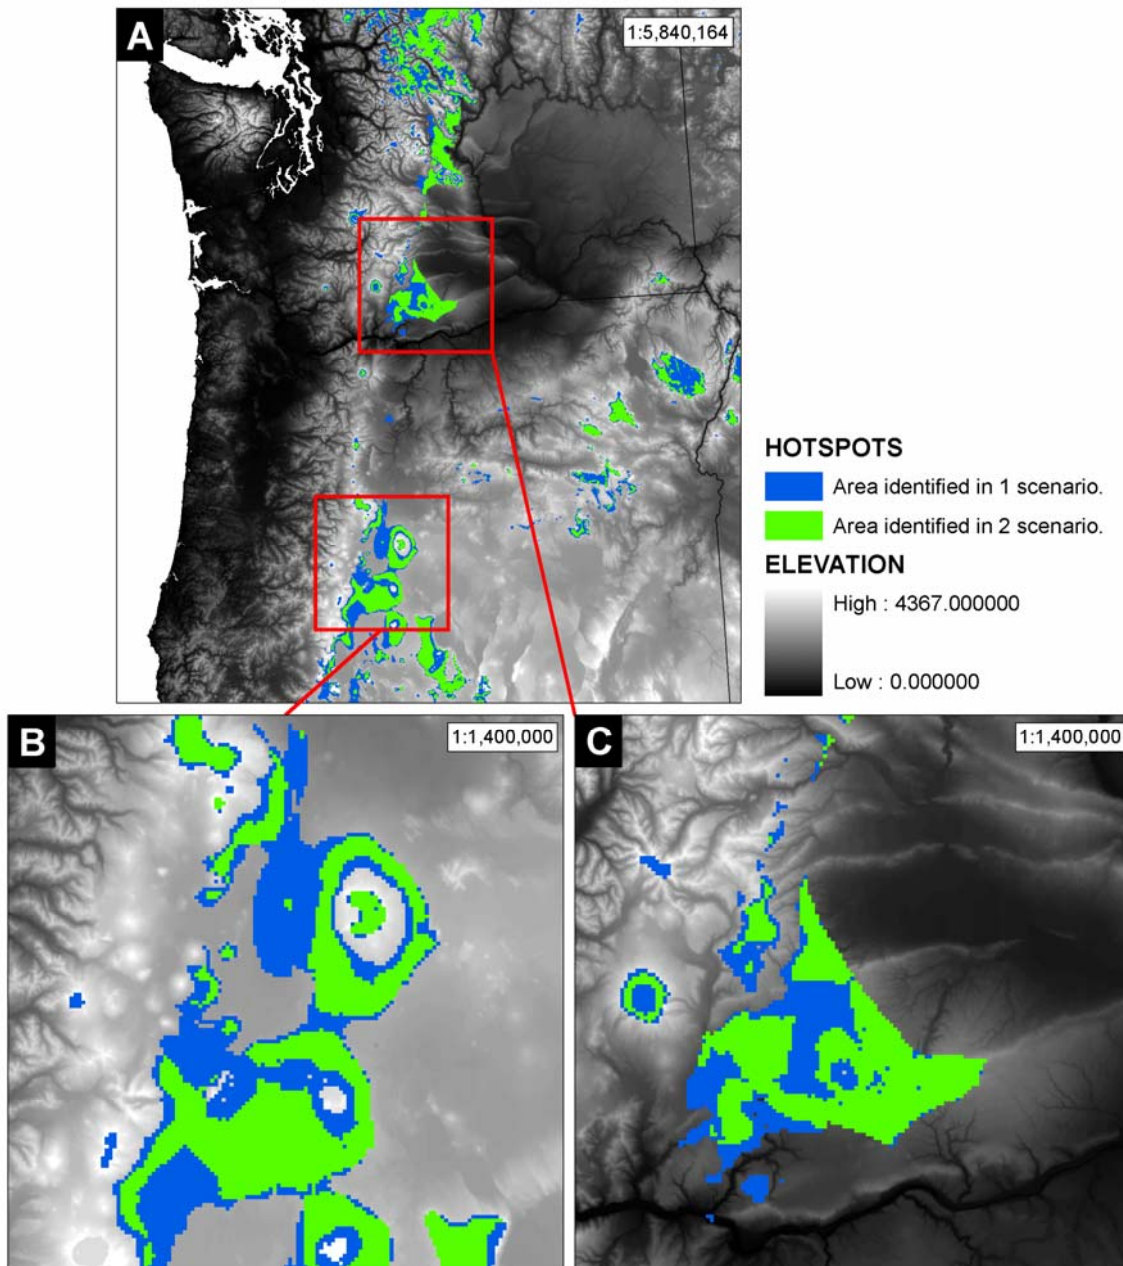 A
1:5,840,164
HOTSPOTS
Area identified in 1 scenario.
Area identified in 2 scenario.
ELEVATION
High : 4367.000000
Low : 0.000000
B
1:1,400,000
C
1:1,400,000